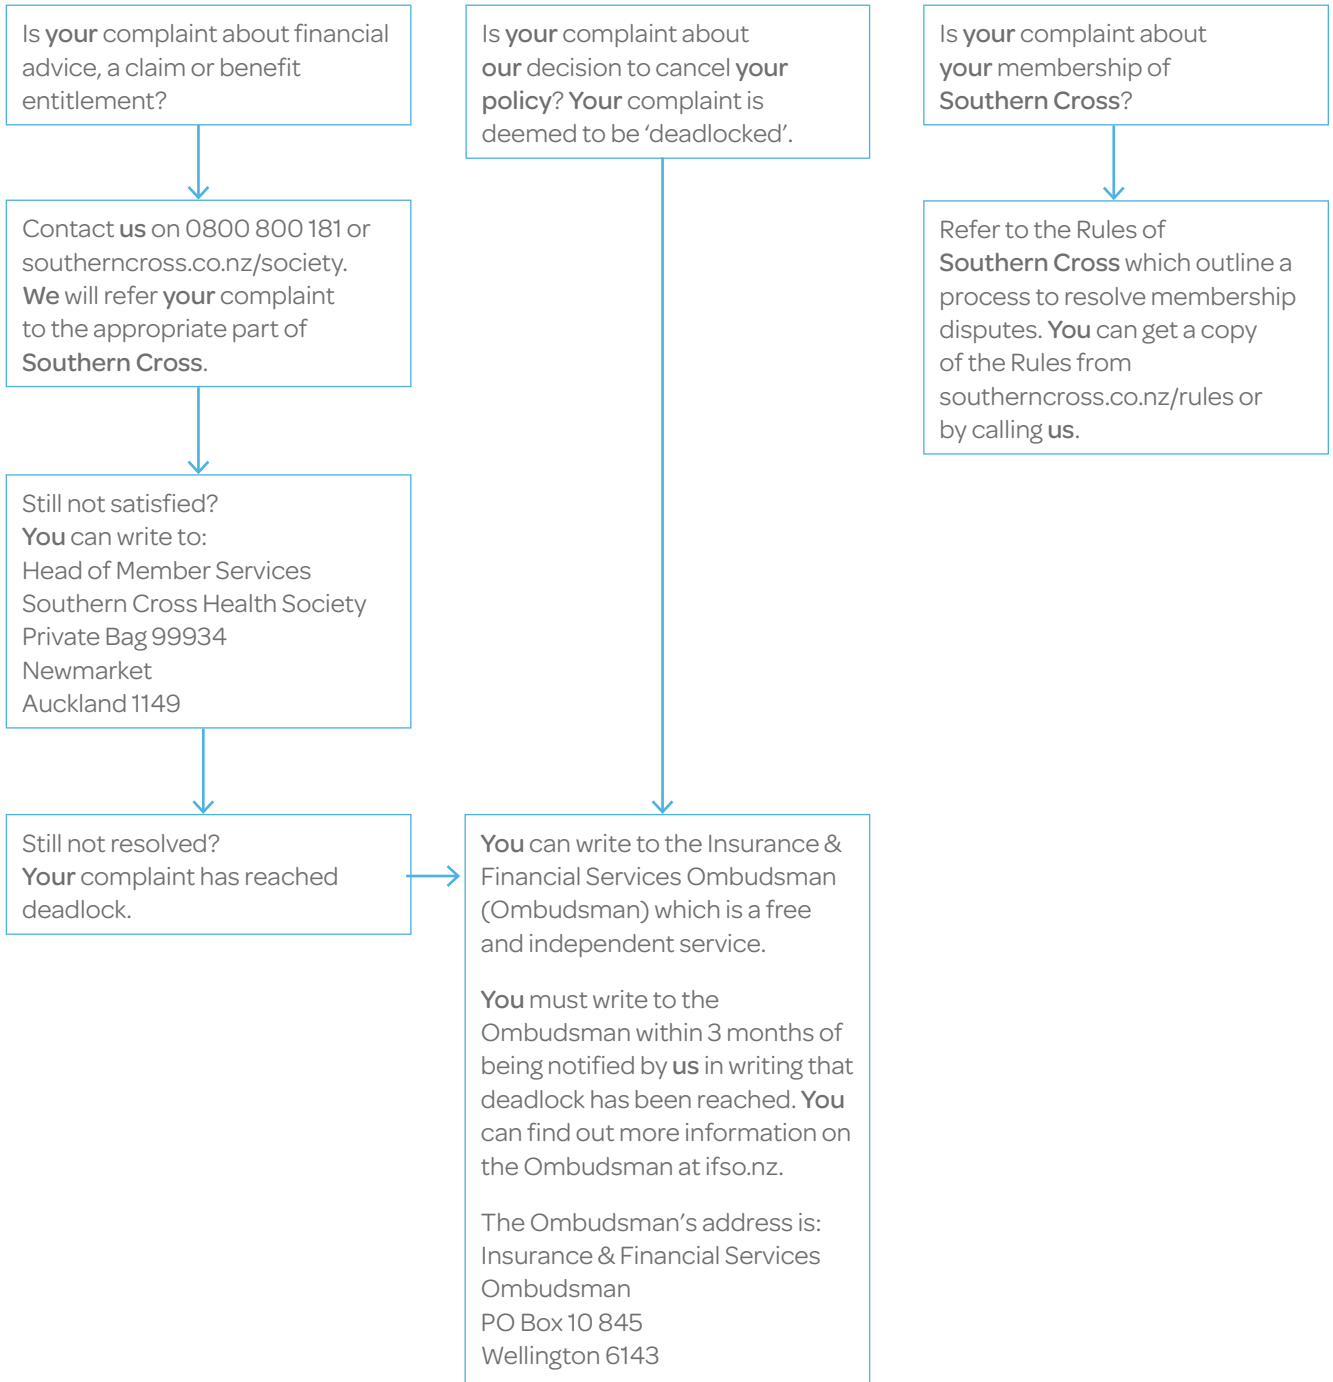 Is your complaint about financial
advice, a claim or benefit
entitlement?
Contact us on 0800 800 181 or
southerncross.co.nz/society.
We will refer your complaint
to the appropriate part of
Southern Cross.
Still not satisfied?
You can write to:
Head of Member Services
Southern Cross Health Society
Private Bag 99934
Newmarket
Auckland 1149
Still not resolved?
Your complaint has reached
deadlock.
Is your complaint about
our decision to cancel your
policy? Your complaint is
deemed to be ‘deadlocked’.
You can write to the Insurance &
Financial Services Ombudsman
(Ombudsman) which is a free
and independent service.
You must write to the
Ombudsman within 3 months of
being notified by us in writing that
deadlock has been reached. You
can find out more information on
the Ombudsman at ifso.nz.
The Ombudsman’s address is:
Insurance & Financial Services
Ombudsman
PO Box 10 845
Wellington 6143
Is your complaint about
your membership of
Southern Cross?
Refer to the Rules of
Southern Cross which outline a
process to resolve membership
disputes. You can get a copy
of the Rules from
southerncross.co.nz/rules or
by calling us.